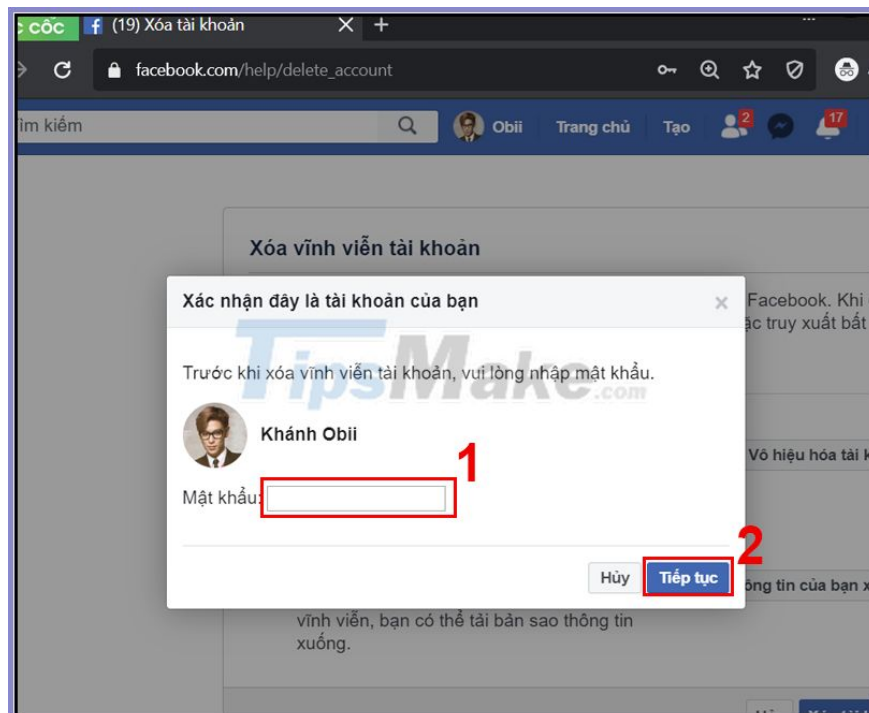 c cốc (19) Xóa tài khoản
facebook.com/help/delete_account
ìm kiếm Obii Trang chủ Tạo 2 17
Xóa vĩnh viễn tài khoản
Xác nhận đây là tài khoản của bạn
Facebook. Khi
ặc truy xuất bất
TipsMake.com
Trước khi xóa vĩnh viễn tài khoản, vui lòng nhập mật khẩu.
Khánh Obii
1
Vô hiệu hóa tài k
Mật khẩu:
2
Hủy Tiếp tục
ông tin của bạn x
vĩnh viễn, bạn có thể tải bản sao thông tin
xuống.